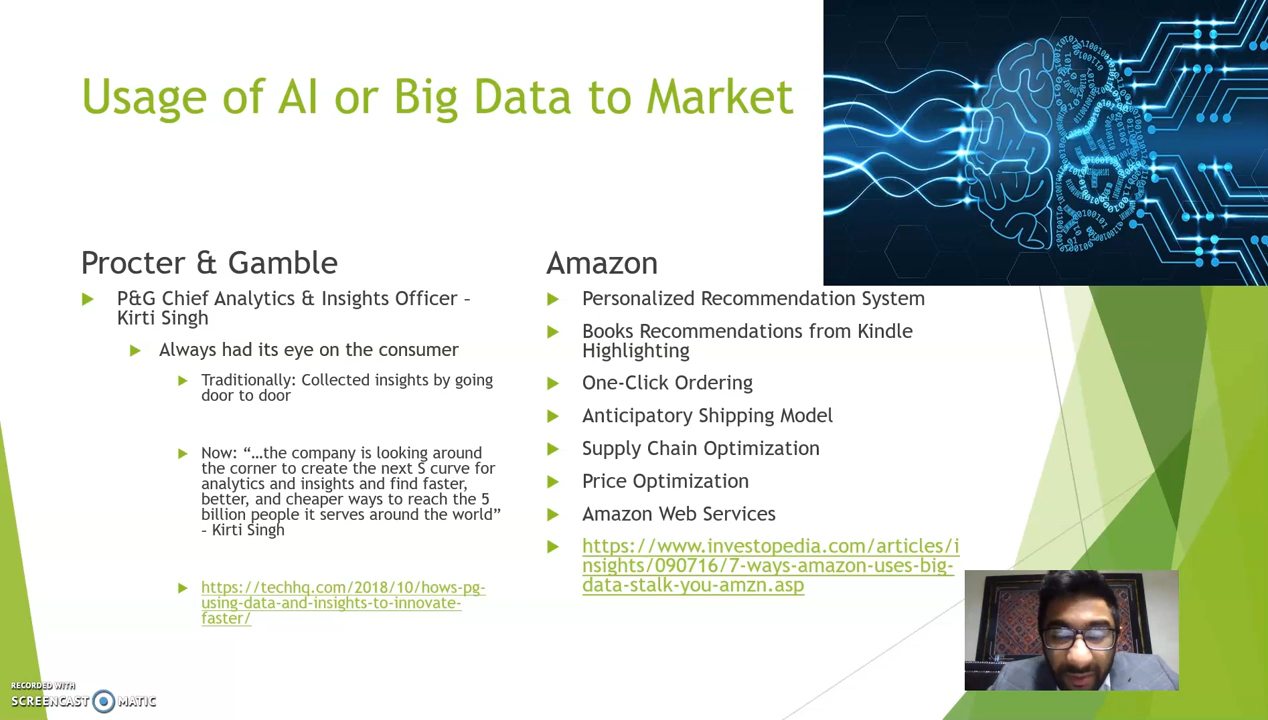 Usage of AI or Big Data to Market
Procter & Gamble
P&G Chief Analytics & Insights Officer –
Kirti Singh
Always had its eye on the consumer
Traditionally: Collected insights by going
door to door
Now: “…the company is looking around
the corner to create the next S curve for
analytics and insights and find faster,
better, and cheaper ways to reach the 5
billion people it serves around the world”
– Kirti Singh
https://techhq.com/2018/10/hows-pg-
using-data-and-insights-to-innovate-
faster/
Amazon
Personalized Recommendation System
Books Recommendations from Kindle
Highlighting
One-Click Ordering
Anticipatory Shipping Model
Supply Chain Optimization
Price Optimization
Amazon Web Services
https://www.investopedia.com/articles/i
nsights/090716/7-ways-amazon-uses-big-
data-stalk-you-amzn.asp
RECORDED WITH
SCREENCAST MATIC